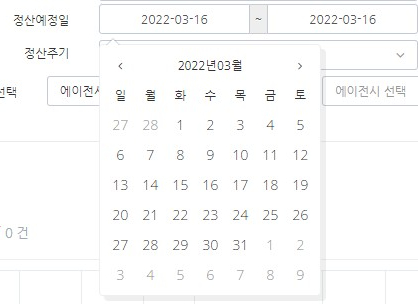 정산예정일 2022-03-16 ~ 2022-03-16
정산주기
‹ 2022년03월 ›
선택 에이전시 에이전시 선택
일 월 화 수 목 금 토
27 28 1 2 3 4 5
6 7 8 9 10 11 12
13 14 15 16 17 18 19
20 21 22 23 24 25 26
/ 0 건
27 28 29 30 31 1 2
3 4 5 6 7 8 9